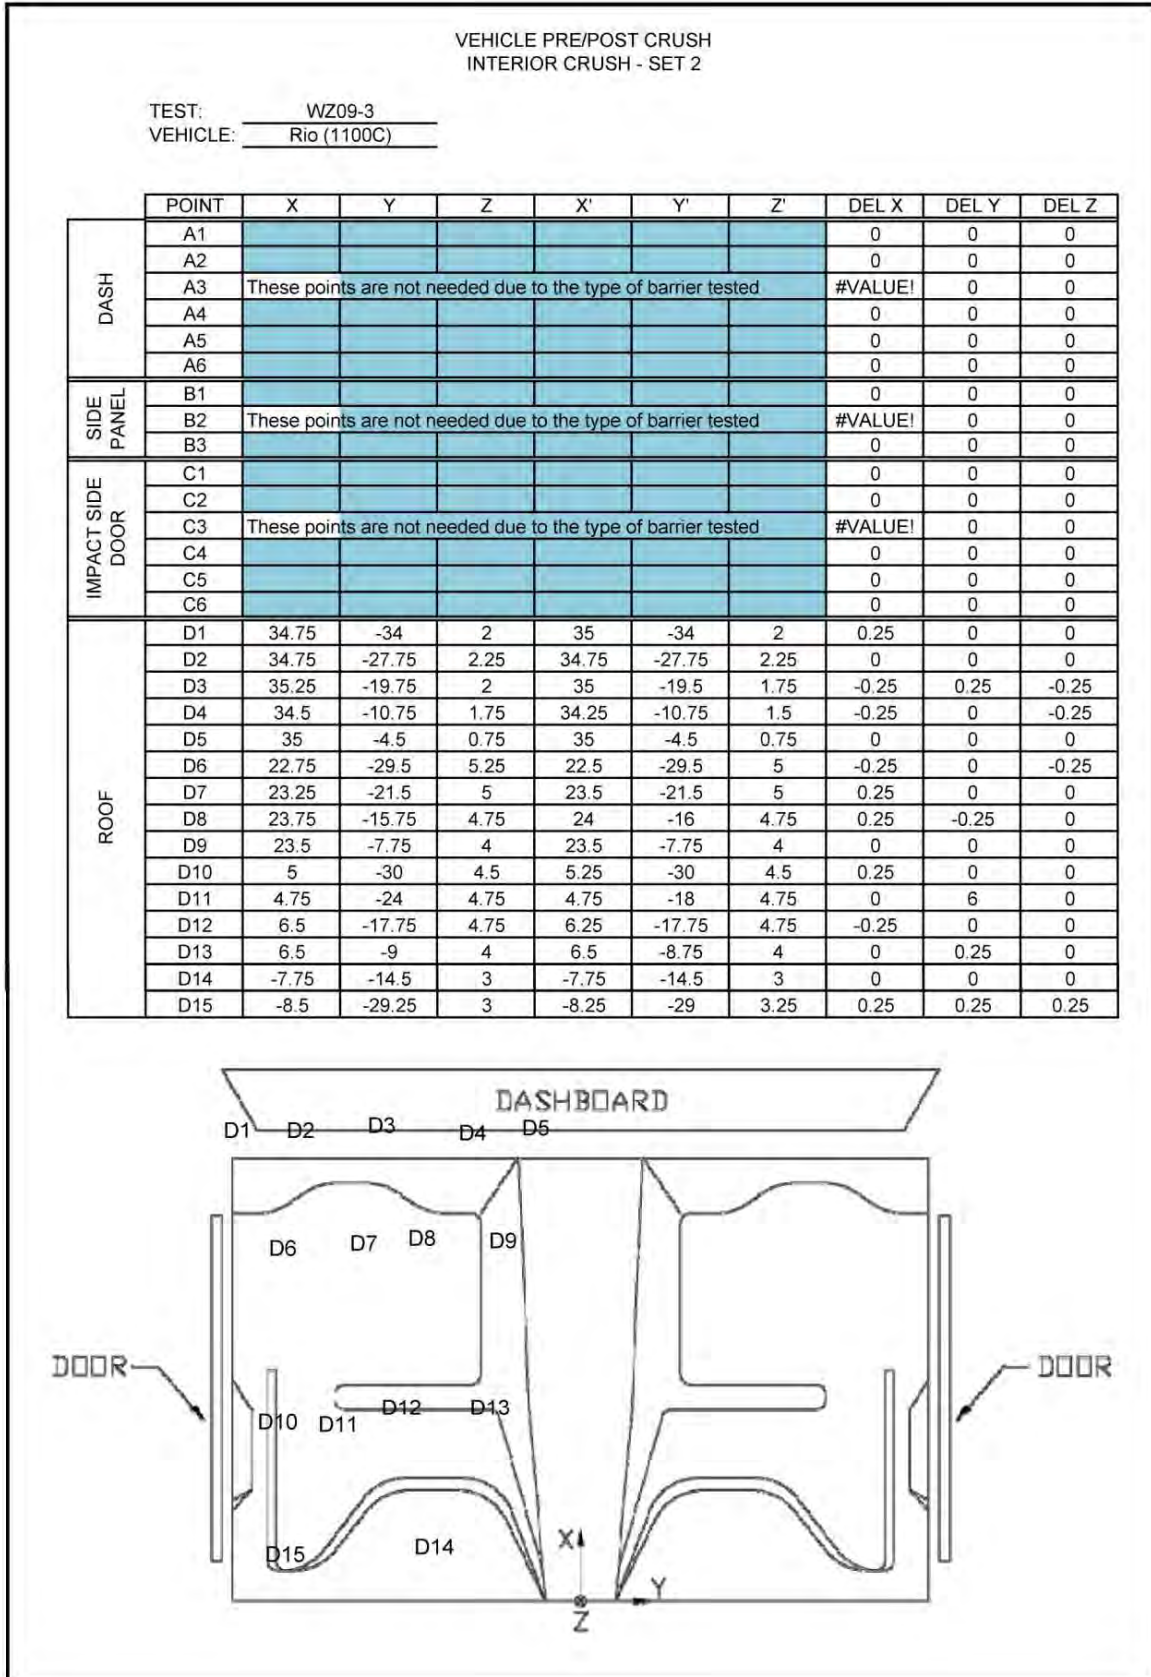 VEHICLE PRE/POST CRUSH
INTERIOR CRUSH - SET 2
TEST: WZ09-3
VEHICLE: Rio (1100C)
POINT X Y Z X' Y' Z' DEL X DEL Y DEL Z
DASH
A1 0 0 0
A2 0 0 0
A3 These points are not needed due to the type of barrier tested #VALUE! 0 0
A4 0 0 0
A5 0 0 0
A6 0 0 0
SIDE PANEL
B1 0 0 0
B2 These points are not needed due to the type of barrier tested #VALUE! 0 0
B3 0 0 0
IMPACT SIDE DOOR
C1 0 0 0
C2 0 0 0
C3 These points are not needed due to the type of barrier tested #VALUE! 0 0
C4 0 0 0
C5 0 0 0
C6 0 0 0
ROOF
D1 34.75 -34 2 35 -34 2 0.25 0 0
D2 34.75 -27.75 2.25 34.75 -27.75 2.25 0 0 0
D3 35.25 -19.75 2 35 -19.5 1.75 -0.25 0.25 -0.25
D4 34.5 -10.75 1.75 34.25 -10.75 1.5 -0.25 0 -0.25
D5 35 -4.5 0.75 35 -4.5 0.75 0 0 0
D6 22.75 -29.5 5.25 22.5 -29.5 5 -0.25 0 -0.25
D7 23.25 -21.5 5 23.5 -21.5 5 0.25 0 0
D8 23.75 -15.75 4.75 24 -16 4.75 0.25 -0.25 0
D9 23.5 -7.75 4 23.5 -7.75 4 0 0 0
D10 5 -30 4.5 5.25 -30 4.5 0.25 0 0
D11 4.75 -24 4.75 4.75 -18 4.75 0 6 0
D12 6.5 -17.75 4.75 6.25 -17.75 4.75 -0.25 0 0
D13 6.5 -9 4 6.5 -8.75 4 0 0.25 0
D14 -7.75 -14.5 3 -7.75 -14.5 3 0 0 0
D15 -8.5 -29.25 3 -8.25 -29 3.25 0.25 0.25 0.25
DASHBOARD
D1 D2 D3 D4 D5
D6 D7 D8 D9
DOOR DOOR
D10 D11 D12 D13
D15 D14
X
Y
Z